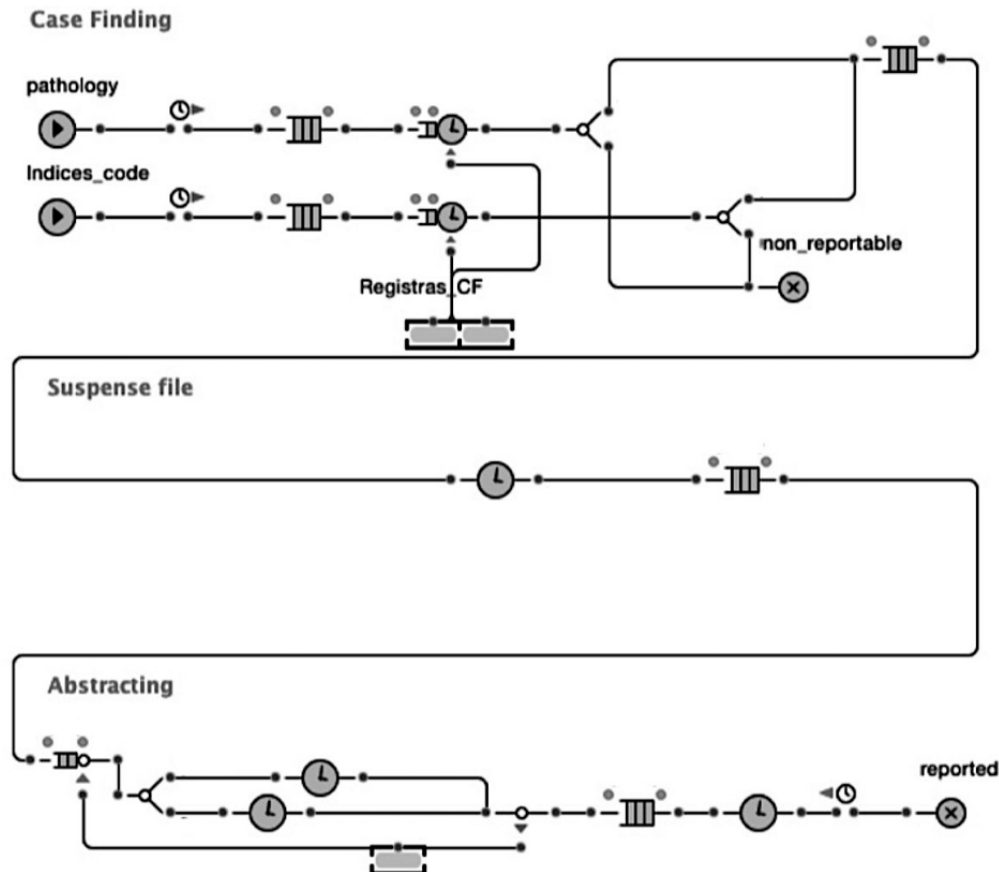 Case Finding
pathology
Indices_code
non_reportable
Registras_CF
Suspense file
Abstracting
reported